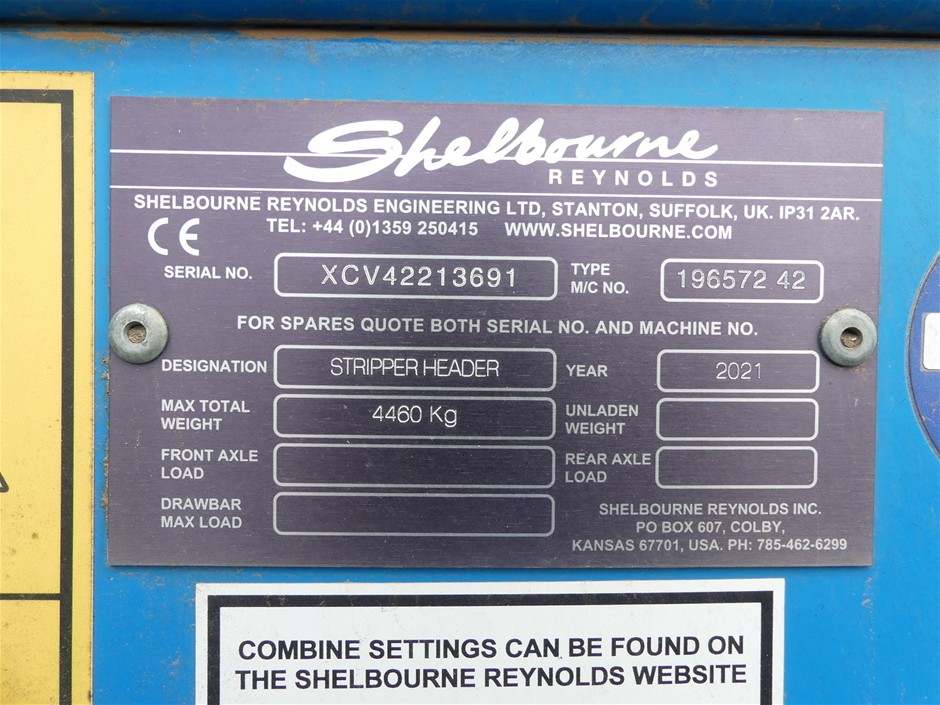 Shelbourne
REYNOLDS
SHELBOURNE REYNOLDS ENGINEERING LTD, STANTON, SUFFOLK, UK. IP31 2AR.
CE TEL: +44 (0)1359 250415 WWW.SHELBOURNE.COM
SERIAL NO. XCV42213691 TYPE M/C NO. 196572 42
FOR SPARES QUOTE BOTH SERIAL NO. AND MACHINE NO.
DESIGNATION STRIPPER HEADER YEAR 2021
MAX TOTAL WEIGHT 4460 Kg UNLADEN WEIGHT
FRONT AXLE LOAD REAR AXLE LOAD
DRAWBAR MAX LOAD
SHELBOURNE REYNOLDS INC.
PO BOX 607, COLBY,
KANSAS 67701, USA. PH: 785-462-6299
COMBINE SETTINGS CAN BE FOUND ON
THE SHELBOURNE REYNOLDS WEBSITE